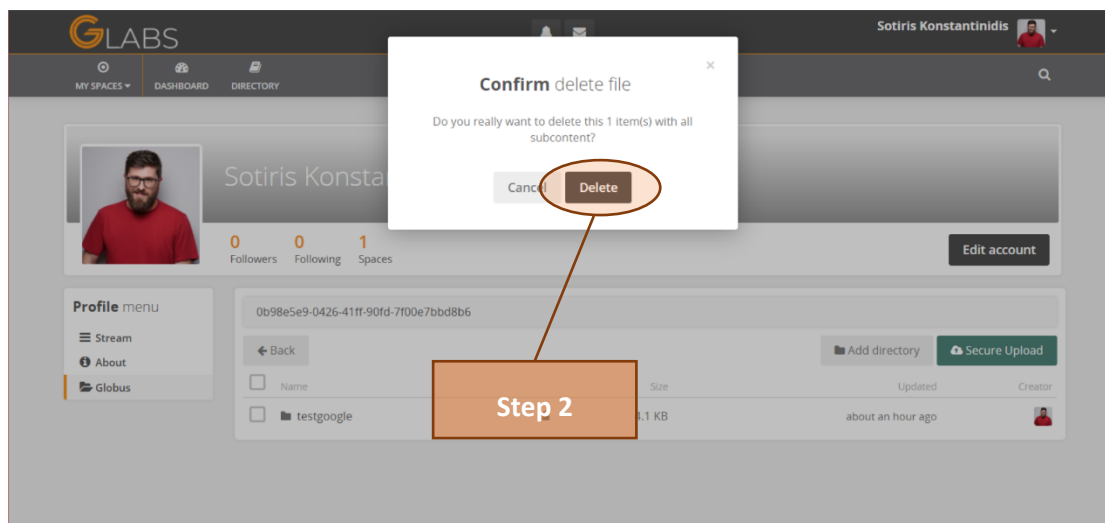 GLABS
Sotiris Konstantinidis
MY SPACES
DASHBOARD
DIRECTORY
×
Confirm delete file
Do you really want to delete this 1 item(s) with all
subcontent?
Cancel
Delete
Sotiris Konsta
0
0
1
Followers
Following
Spaces
Edit account
Profile menu
Stream
About
Globus
0b98e5e9-0426-41ff-90fd-7f00e7bbd8b6
Back
Add directory
Secure Upload
Name
Size
Updated
Creator
Step 2
testgoogle
4.1 KB
about an hour ago